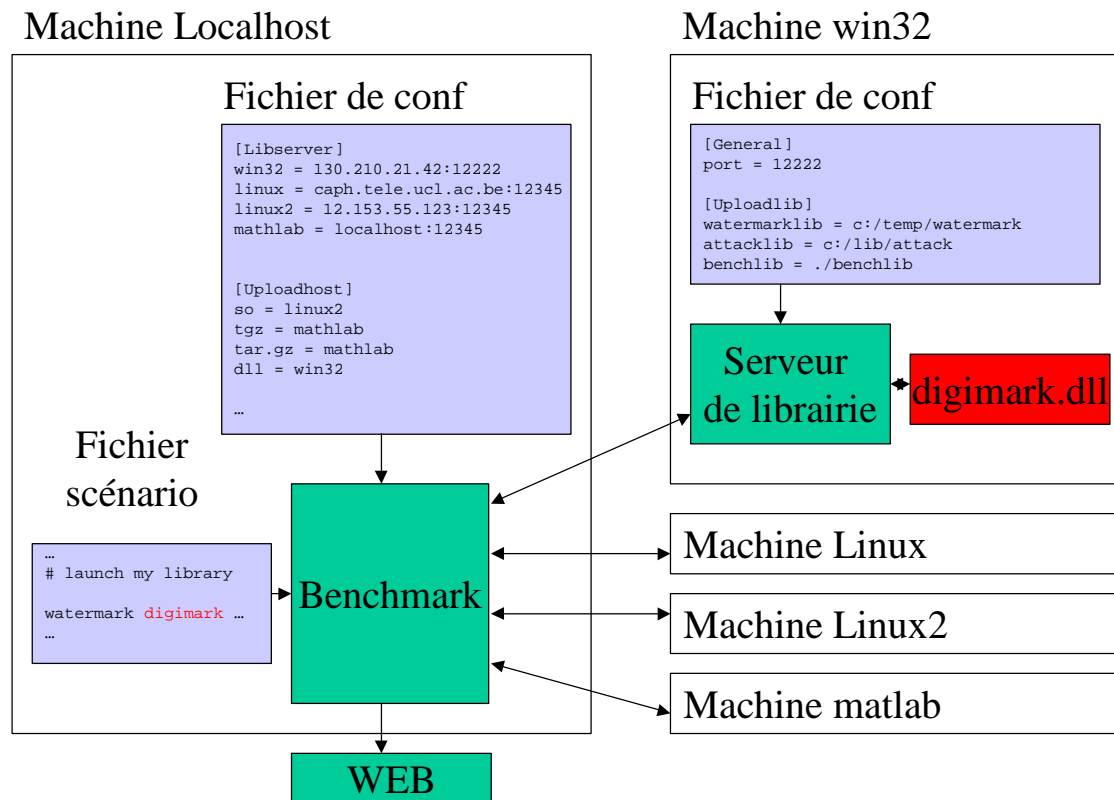 Machine Localhost
Fichier de conf
[Libserver]
win32 = 130.210.21.42:12222
linux = caph.tele.ucl.ac.be:12345
linux2 = 12.153.55.123:12345
mathlab = localhost:12345
[Uploadhost]
so = linux2
tgz = mathlab
tar.gz = mathlab
dll = win32
…
Fichier
scénario
…
# launch my library
watermark digimark …
…
Benchmark
WEB
Machine win32
Fichier de conf
[General]
port = 12222
[Uploadlib]
watermarklib = c:/temp/watermark
attacklib = c:/lib/attack
benchlib = ./benchlib
Serveur
de librairie
digimark.dll
Machine Linux
Machine Linux2
Machine matlab